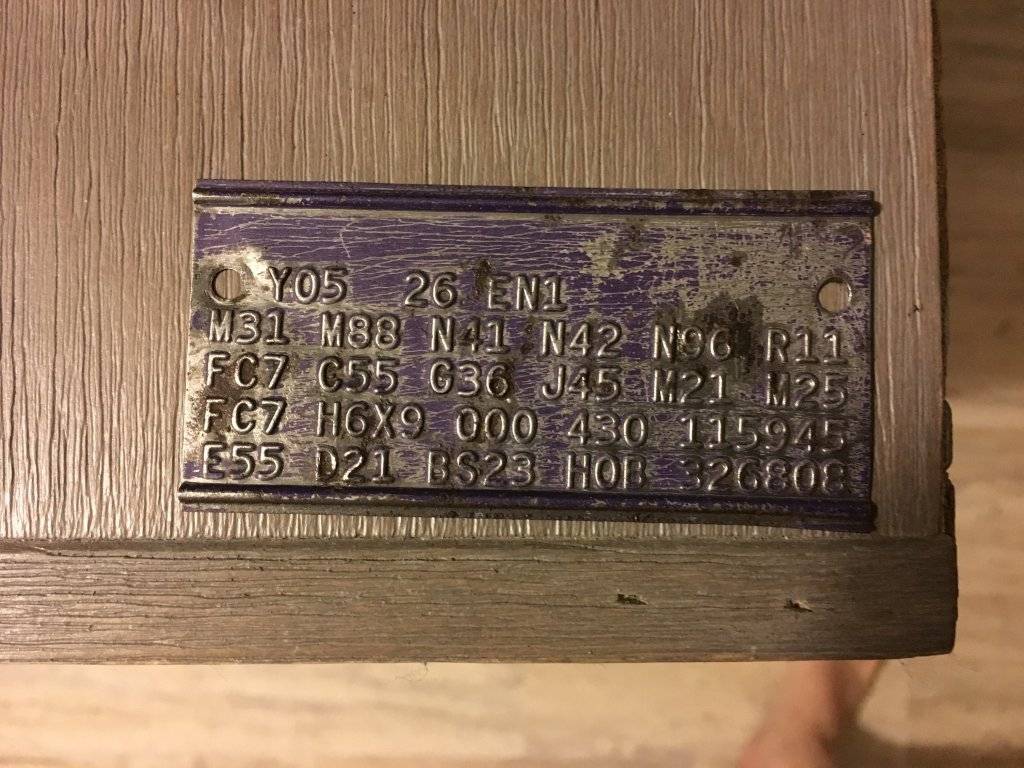 Y05 26 EN1
M31 M88 N41 N42 N96 R11
FC7 C55 G36 J45 M21 M25
FC7 H6X9 000 430 115945
E55 D21 BS23 H0B 326808